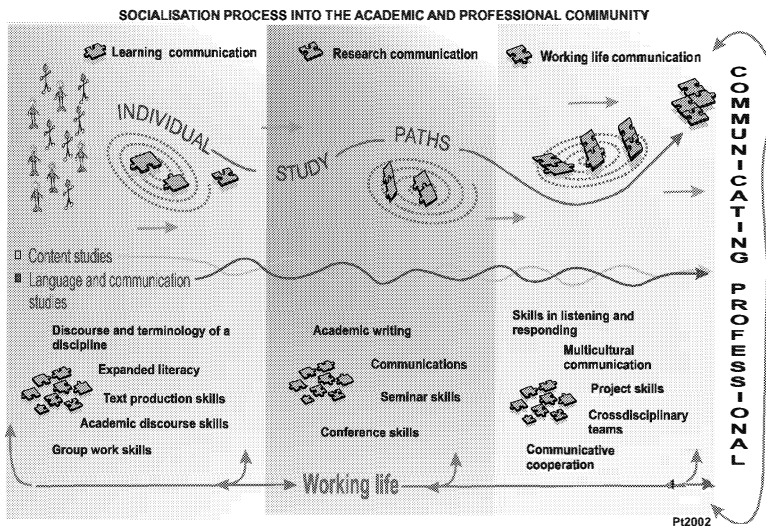 SOCIALISATION PROCESS INTO THE ACADEMIC AND PROFESSIONAL COMMUNITY
Learning communication
Research communication
Working life communication
INDIVIDUAL
STUDY
PATHS
Content studies
Language and communication
studies
Discourse and terminology of a
discipline
Expanded literacy
Text production skills
Academic discourse skills
Group work skills
Academic writing
Communications
Seminar skills
Conference skills
Skills in listening and
responding
Multicultural
communication
Project skills
Crossdisciplinary
teams
Communicative
cooperation
Working life
COMMUNICATING PROFESSIONAL
Pt2002